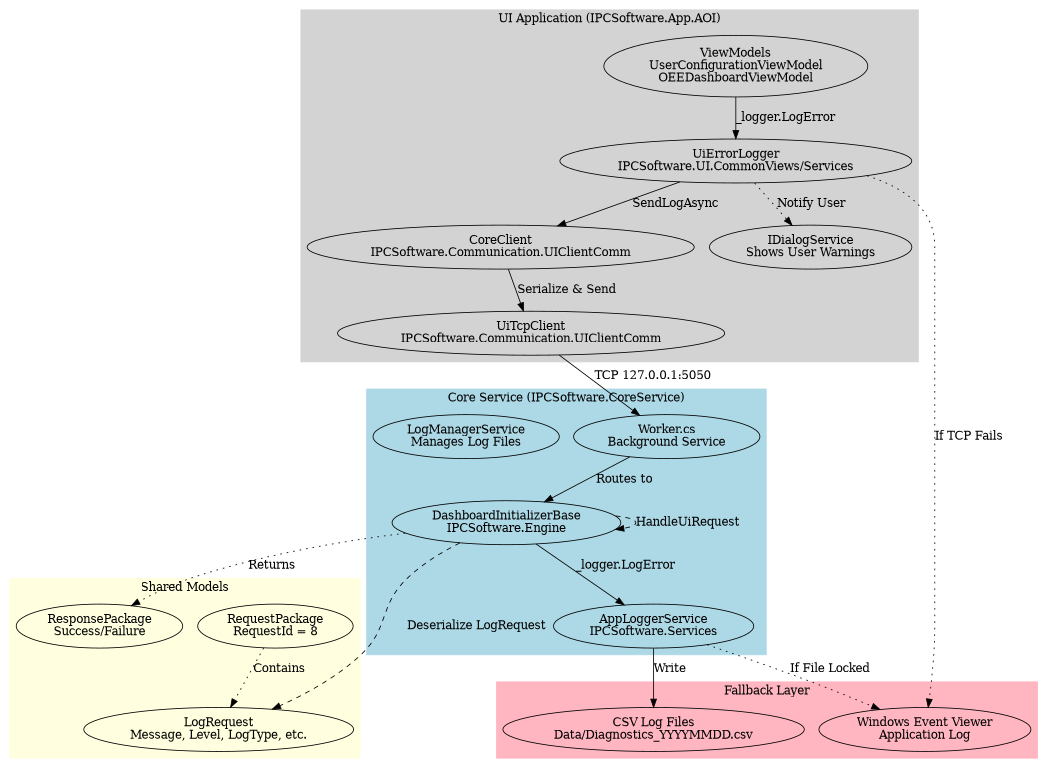 UI Application (IPCSoftware.App.AOI)
ViewModels
UserConfigurationViewModel
OEEDashboardViewModel
_logger.LogError
UiErrorLogger
IPCSoftware.UI.CommonViews/Services
SendLogAsync
Notify User
CoreClient
IPCSoftware.Communication.UIClientComm
IDialogService
Shows User Warnings
Serialize & Send
UiTcpClient
IPCSoftware.Communication.UIClientComm
TCP 127.0.0.1:5050
If TCP Fails
Core Service (IPCSoftware.CoreService)
LogManagerService
Manages Log Files
Worker.cs
Background Service
Routes to
DashboardInitializerBase
IPCSoftware.Engine
HandleUiRequest
Returns
_logger.LogError
Shared Models
ResponsePackage
Success/Failure
RequestPackage
RequestId = 8
Deserialize LogRequest
AppLoggerService
IPCSoftware.Services
Contains
Write
If File Locked
Fallback Layer
LogRequest
Message, Level, LogType, etc.
CSV Log Files
Data/Diagnostics_YYYYMMDD.csv
Windows Event Viewer
Application Log